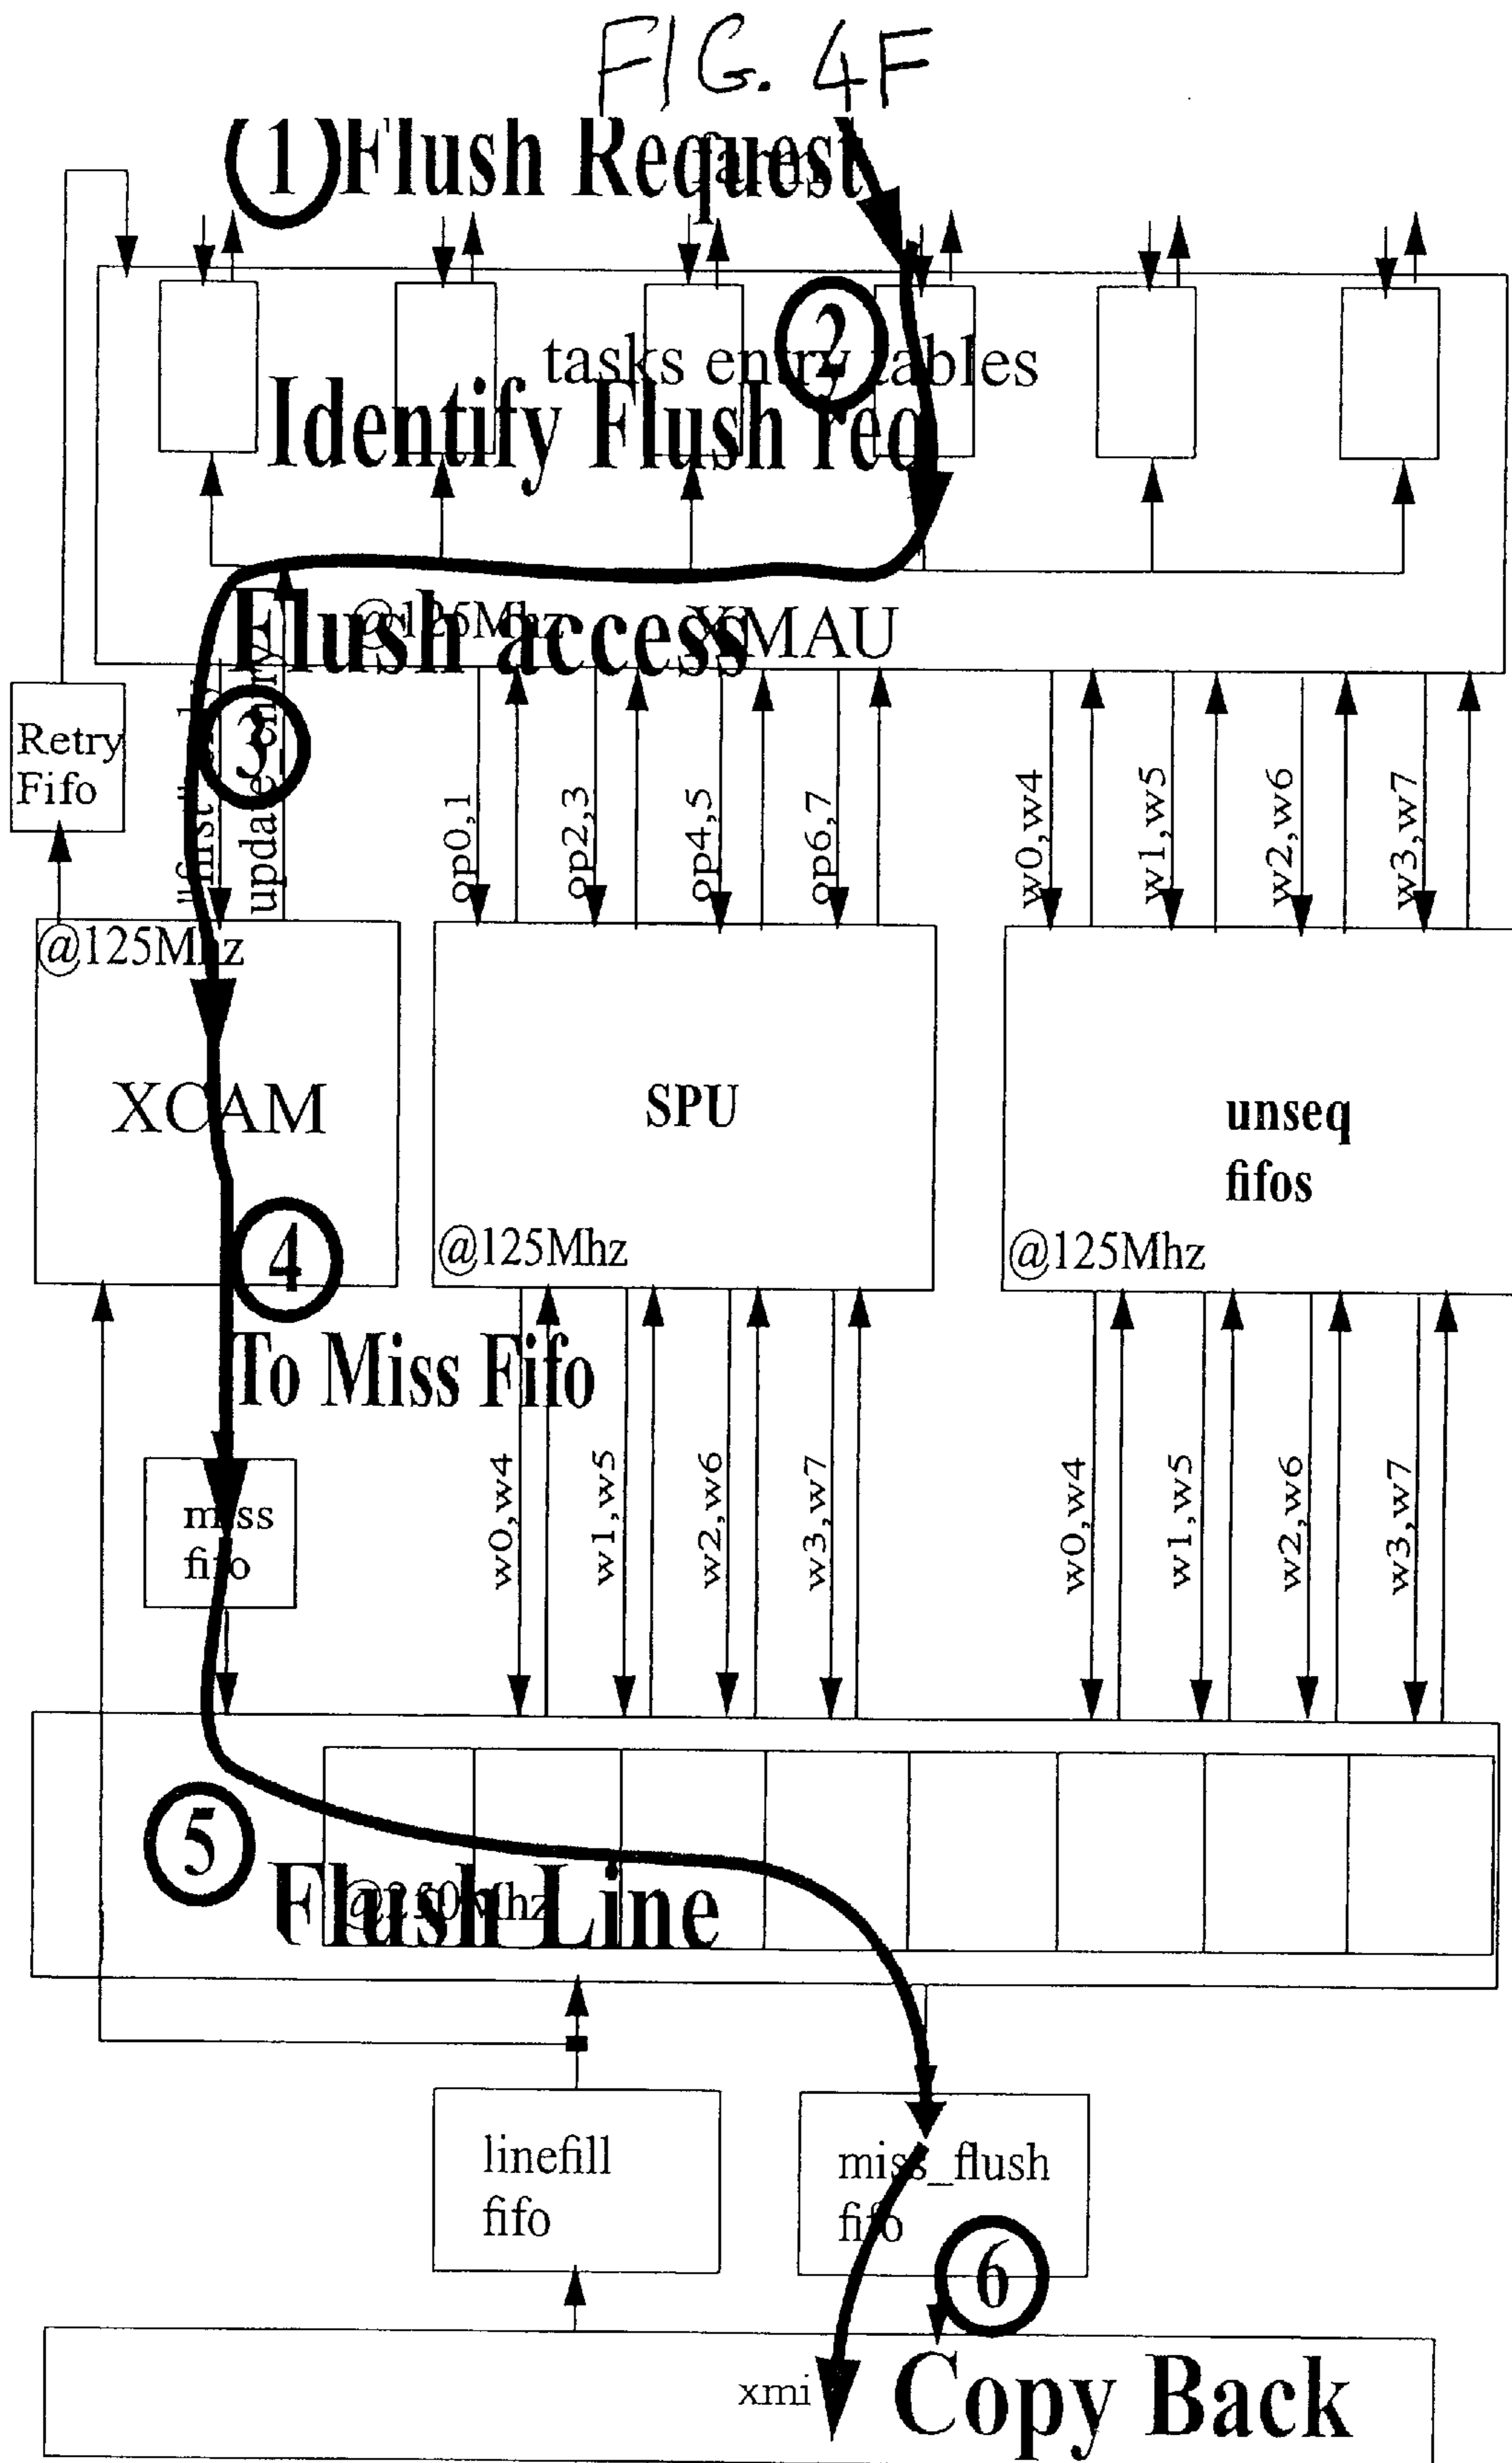 FIG. 4F
1 Flush Request
2
tasks entry tables
Identify Flush req
Flush access
@125Mhz
XMAU
3
Retry
Fifo
"first"
update entry
op0,1
op2,3
op4,5
op6,7
w0,w4
w1,w5
w2,w6
w3,w7
@125Mhz
XCAM
SPU
unseq
fifos
@125Mhz
@125Mhz
4
To Miss Fifo
miss
fifo
w0,w4
w1,w5
w2,w6
w3,w7
w0,w4
w1,w5
w2,w6
w3,w7
5
@250Mhz
Flush Line
linefill
fifo
miss_flush
fifo
6
xmi
Copy Back